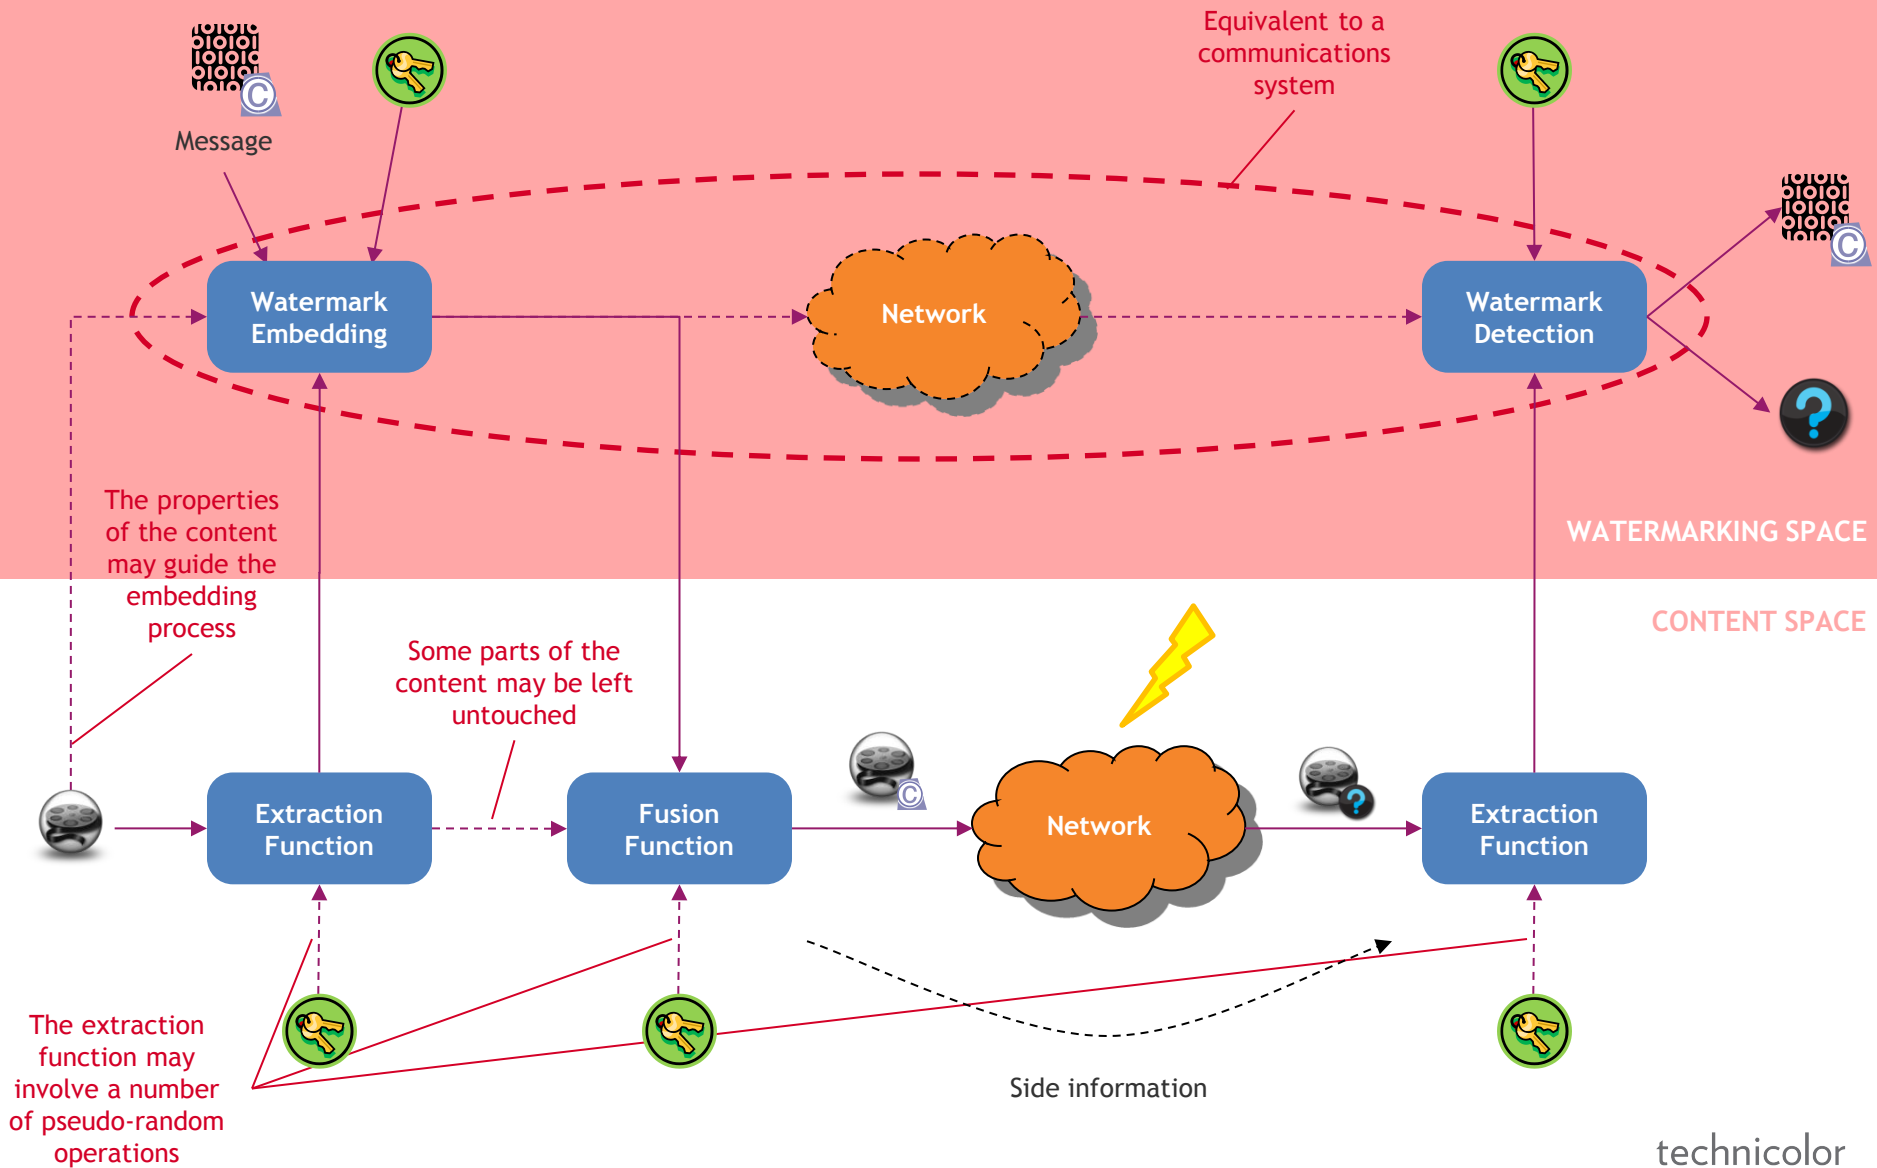 Equivalent to a
communications
system
Message
Watermark
Embedding
Network
Watermark
Detection
The properties
of the content
may guide the
embedding
process
WATERMARKING SPACE
CONTENT SPACE
Some parts of the
content may be left
untouched
Extraction
Function
Fusion
Function
Network
Extraction
Function
The extraction
function may
involve a number
of pseudo-random
operations
Side information
technicolor